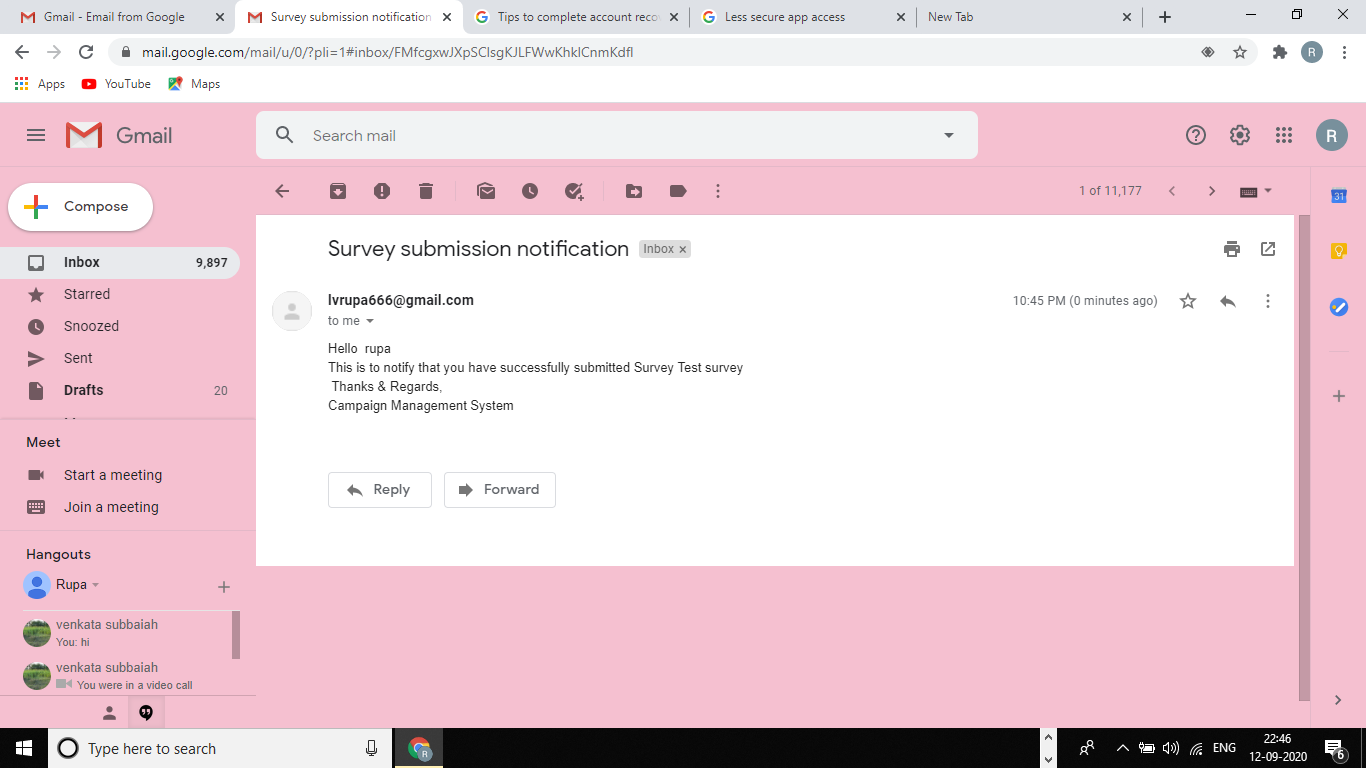 Gmail - Email from Google
Survey submission notification
Tips to complete account reco
Less secure app access
New Tab
mail.google.com/mail/u/0/?pli=1#inbox/FMfcgxwJXpSClsgKJLFWwKhklCnmKdfl
R
Apps
YouTube
Maps
Gmail
Search mail
R
Compose
1 of 11,177
31
Inbox 9,897
Starred
Snoozed
Sent
Drafts 20
Survey submission notification
Inbox ×
lvrupa666@gmail.com
10:45 PM (0 minutes ago)
to me
Hello rupa
This is to notify that you have successfully submitted Survey Test survey
Thanks & Regards,
Campaign Management System
Reply
Forward
Meet
Start a meeting
Join a meeting
Hangouts
Rupa
venkata subbaiah
You: hi
venkata subbaiah
You were in a video call
Type here to search
R
ENG
22:46
12-09-2020
6